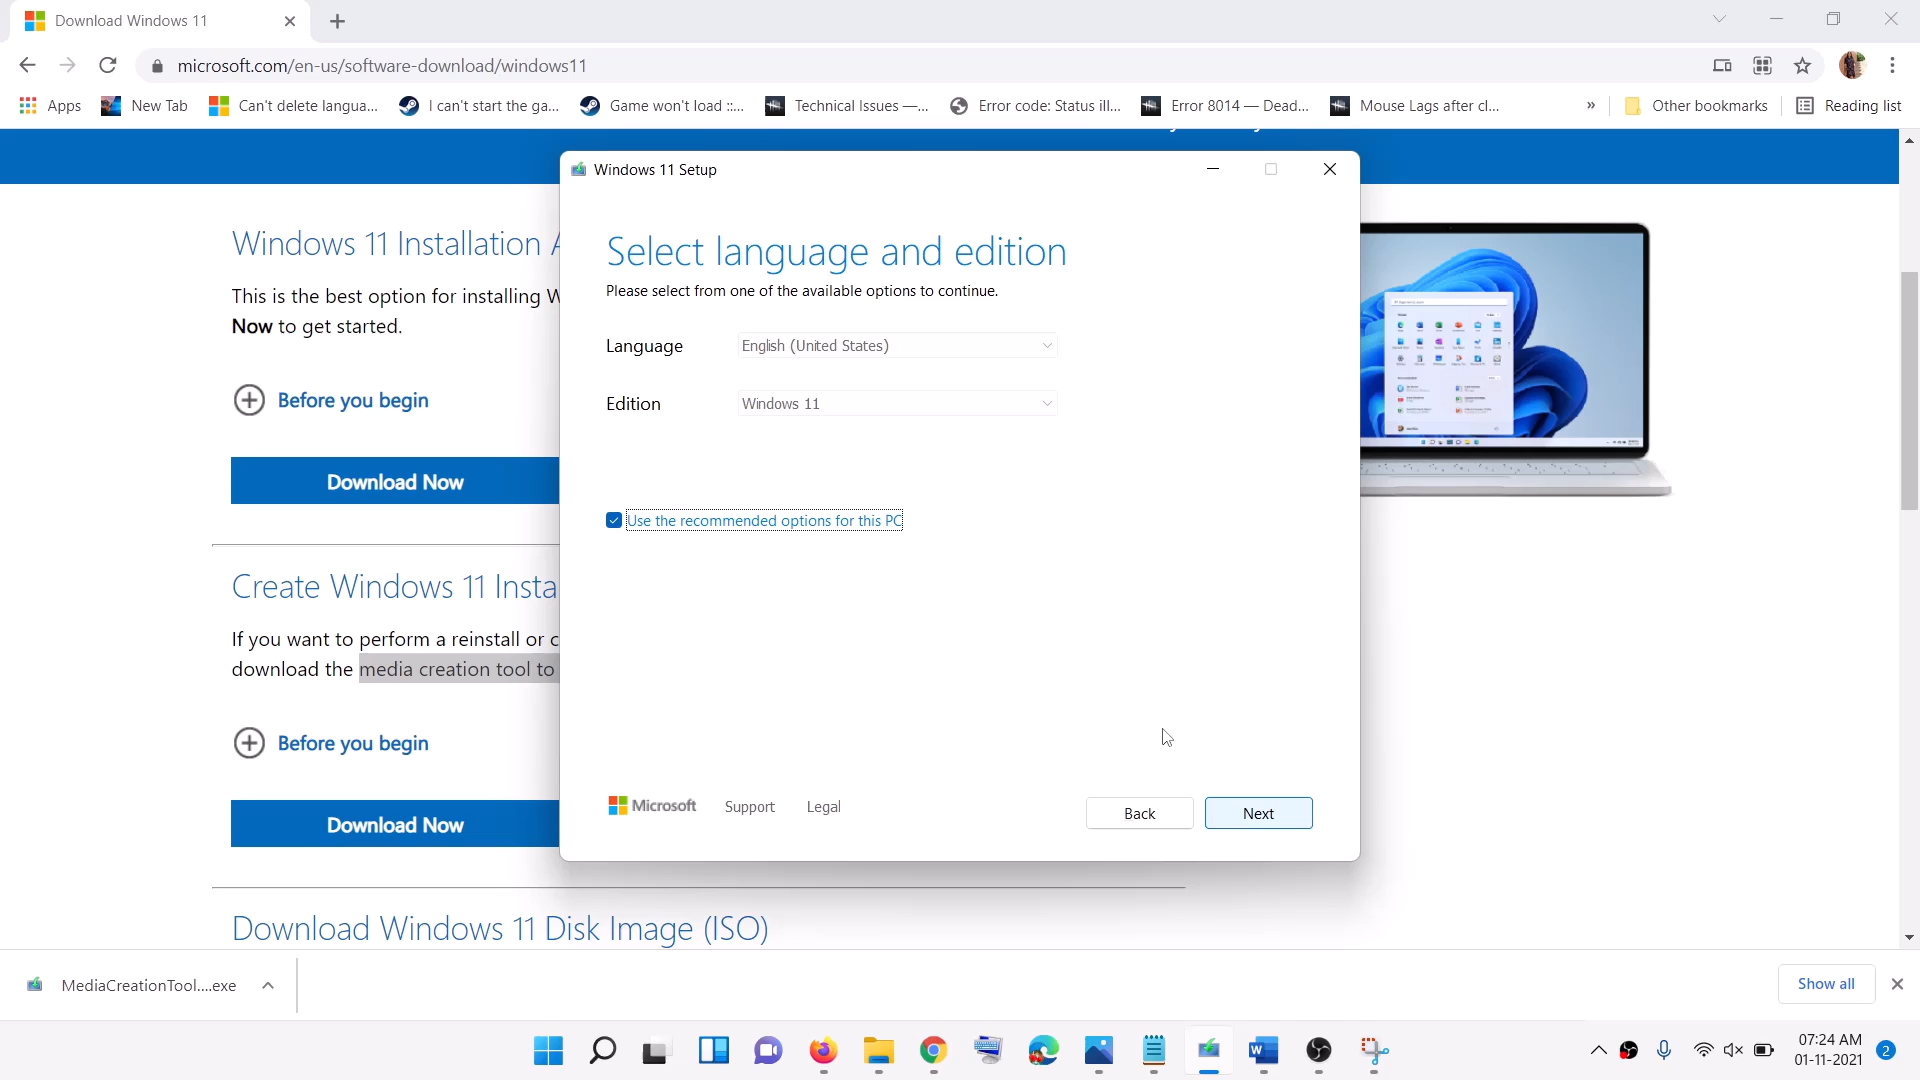 Download Windows 11
microsoft.com/en-us/software-download/windows11
Apps
New Tab
Can't delete langua...
I can't start the ga...
Game won't load ::...
Technical Issues —...
Error code: Status ill...
Error 8014 — Dead...
Mouse Lags after cl...
»
Other bookmarks
Reading list
Windows 11 Installation A
This is the best option for installing W
Now to get started.
Before you begin
Download Now
Create Windows 11 Insta
If you want to perform a reinstall or c
download the media creation tool to
Before you begin
Download Now
Download Windows 11 Disk Image (ISO)
Windows 11 Setup
Select language and edition
Please select from one of the available options to continue.
Language
English (United States)
Edition
Windows 11
Use the recommended options for this PC
Microsoft
Support
Legal
Back
Next
MediaCreationTool....exe
Show all
07:24 AM
01-11-2021
2